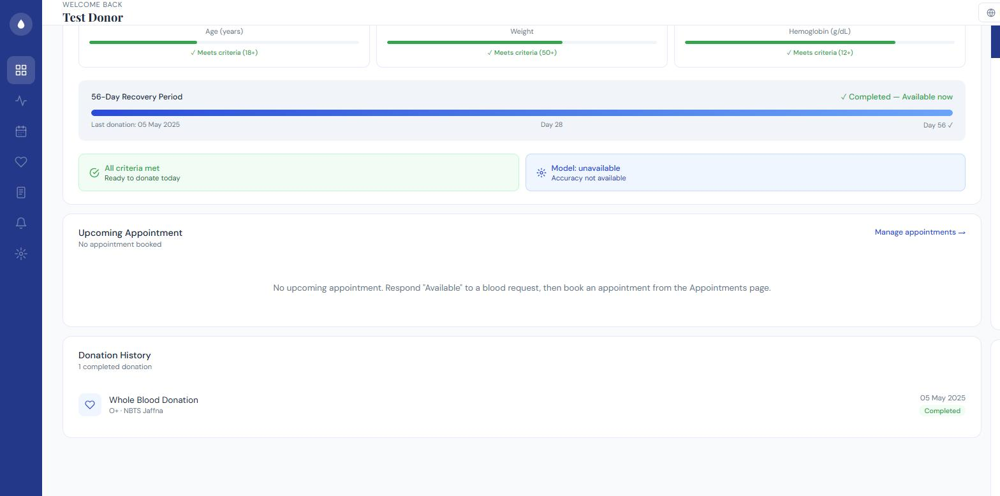 WELCOME BACK
Test Donor
Age (years)
✓ Meets criteria (18+)
Weight
✓ Meets criteria (50+)
Hemoglobin (g/dL)
✓ Meets criteria (12+)
56-Day Recovery Period
✓ Completed — Available now
Last donation: 05 May 2025
Day 28
Day 56 ✓
All criteria met
Ready to donate today
Model: unavailable
Accuracy not available
Upcoming Appointment
No appointment booked
Manage appointments →
No upcoming appointment. Respond "Available" to a blood request, then book an appointment from the Appointments page.
Donation History
1 completed donation
Whole Blood Donation
O+ · NBTS Jaffna
05 May 2025
Completed